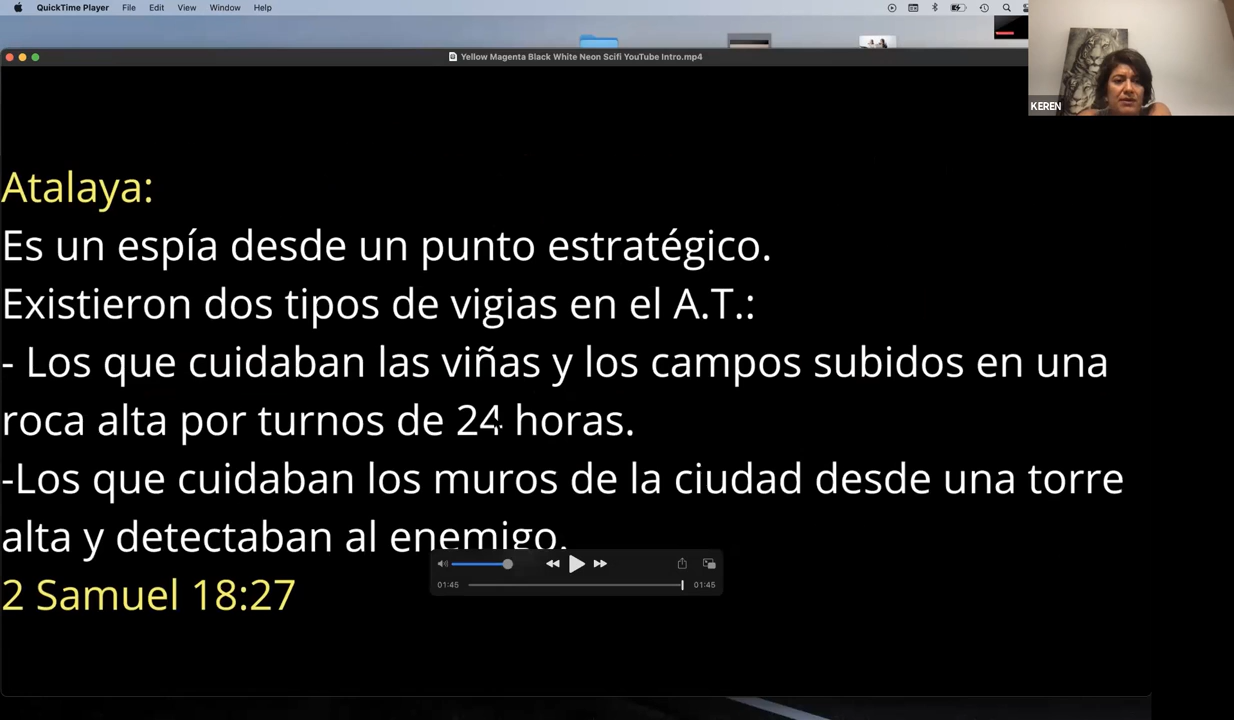 QuickTime Player File Edit View Window Help
Yellow Magenta Black White Neon Scifi YouTube Intro.mp4
KEREN
Atalaya:
Es un espía desde un punto estratégico.
Existieron dos tipos de vigias en el A.T.:
- Los que cuidaban las viñas y los campos subidos en una
roca alta por turnos de 24 horas.
-Los que cuidaban los muros de la ciudad desde una torre
alta y detectaban al enemigo.
01:45 01:45
2 Samuel 18:27